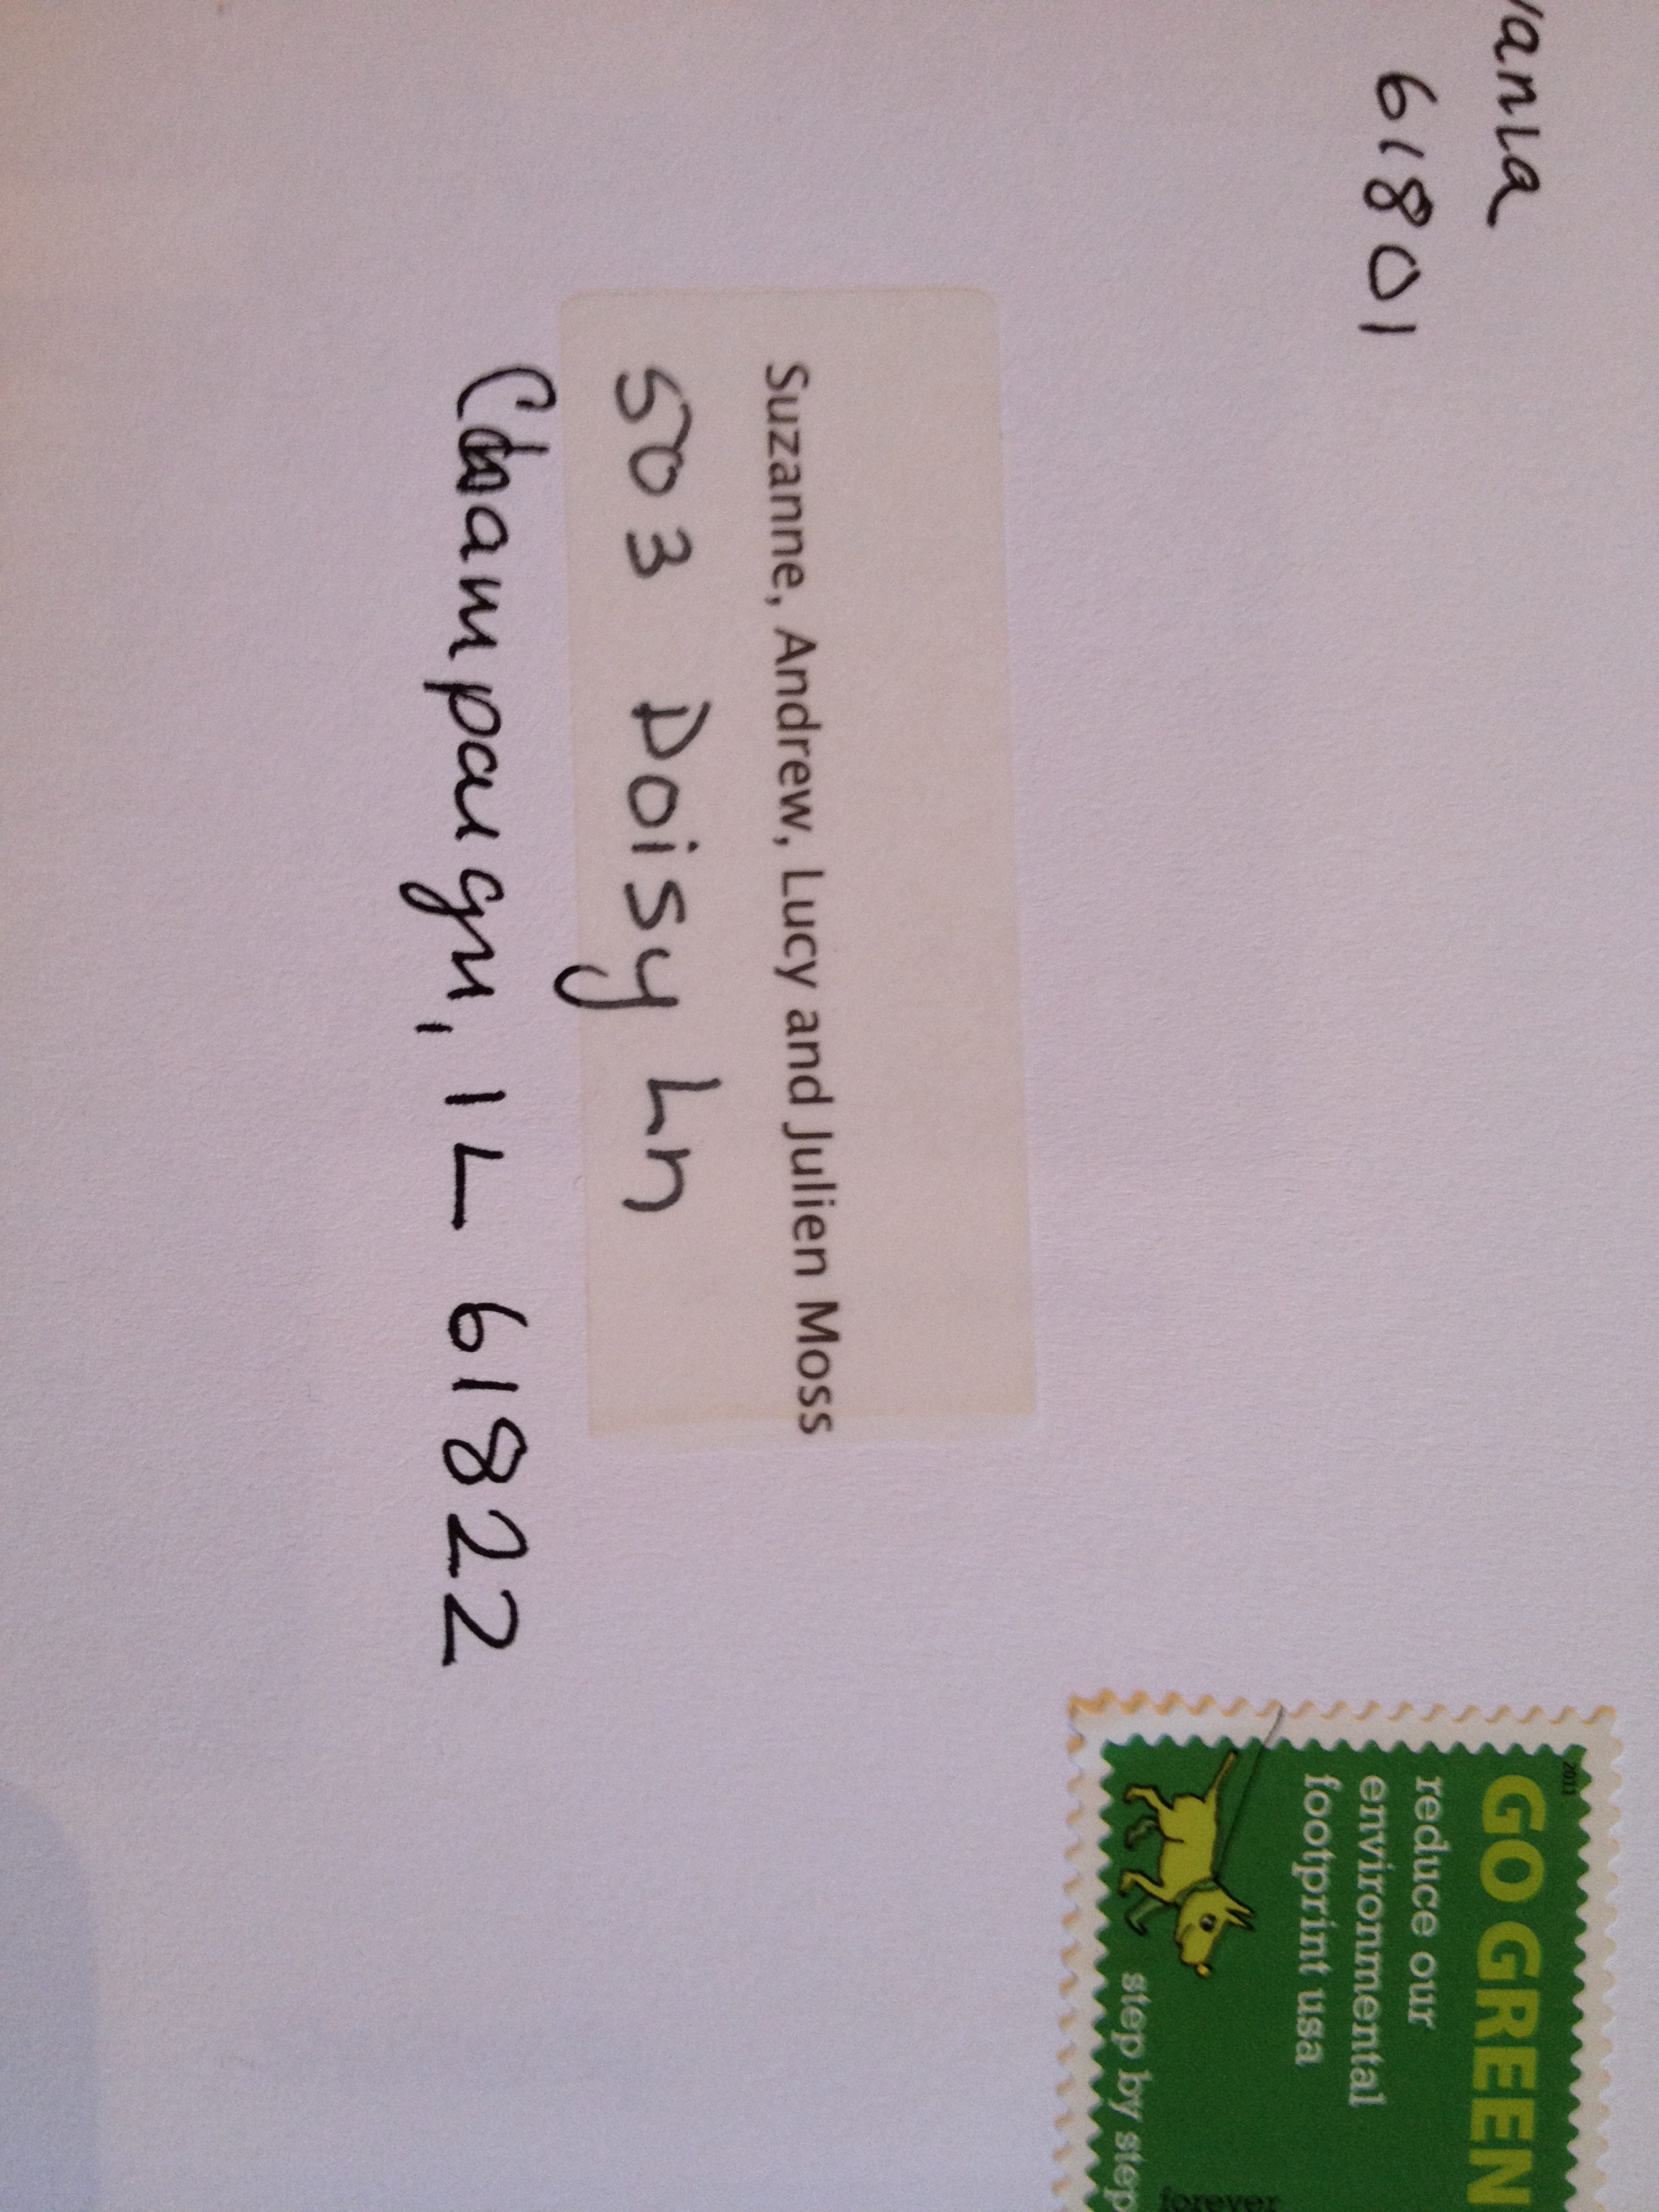 vania
61801
Suzanne, Andrew, Lucy and Julien Moss
503 Doisy Ln
Champaign, IL 61822
2011
GO GREEN
reduce our
environmental
footprint usa
step by step
forever